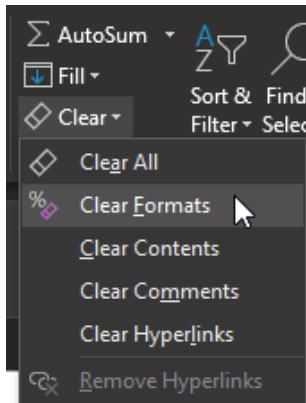 AutoSum
Fill
Clear
Sort &
Filter
Find
Selec
Clear All
Clear Formats
Clear Contents
Clear Comments
Clear Hyperlinks
Remove Hyperlinks